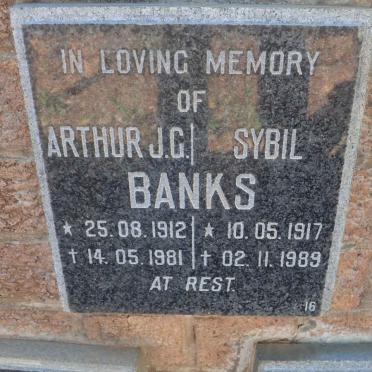 IN LOVING MEMORY
OF
ARTHUR J.G. | SYBIL
BANKS
★ 25.08.1912 | ★ 10.05.1917
† 14.05.1981 | † 02.11.1989
AT REST
16